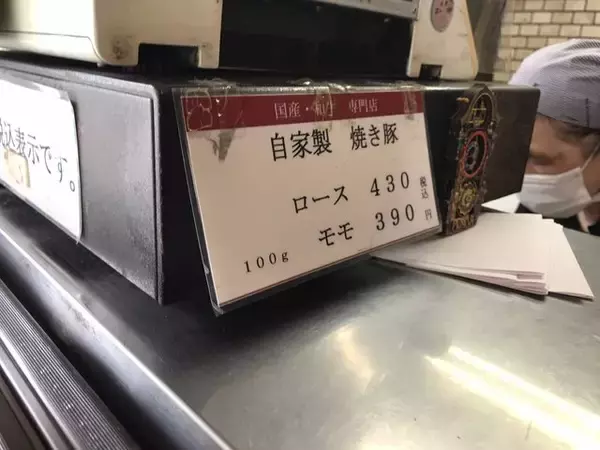 込表示です。
国産・和牛 専門店
自家製 焼き豚
ロース 430 税込
モモ 390 円
100g